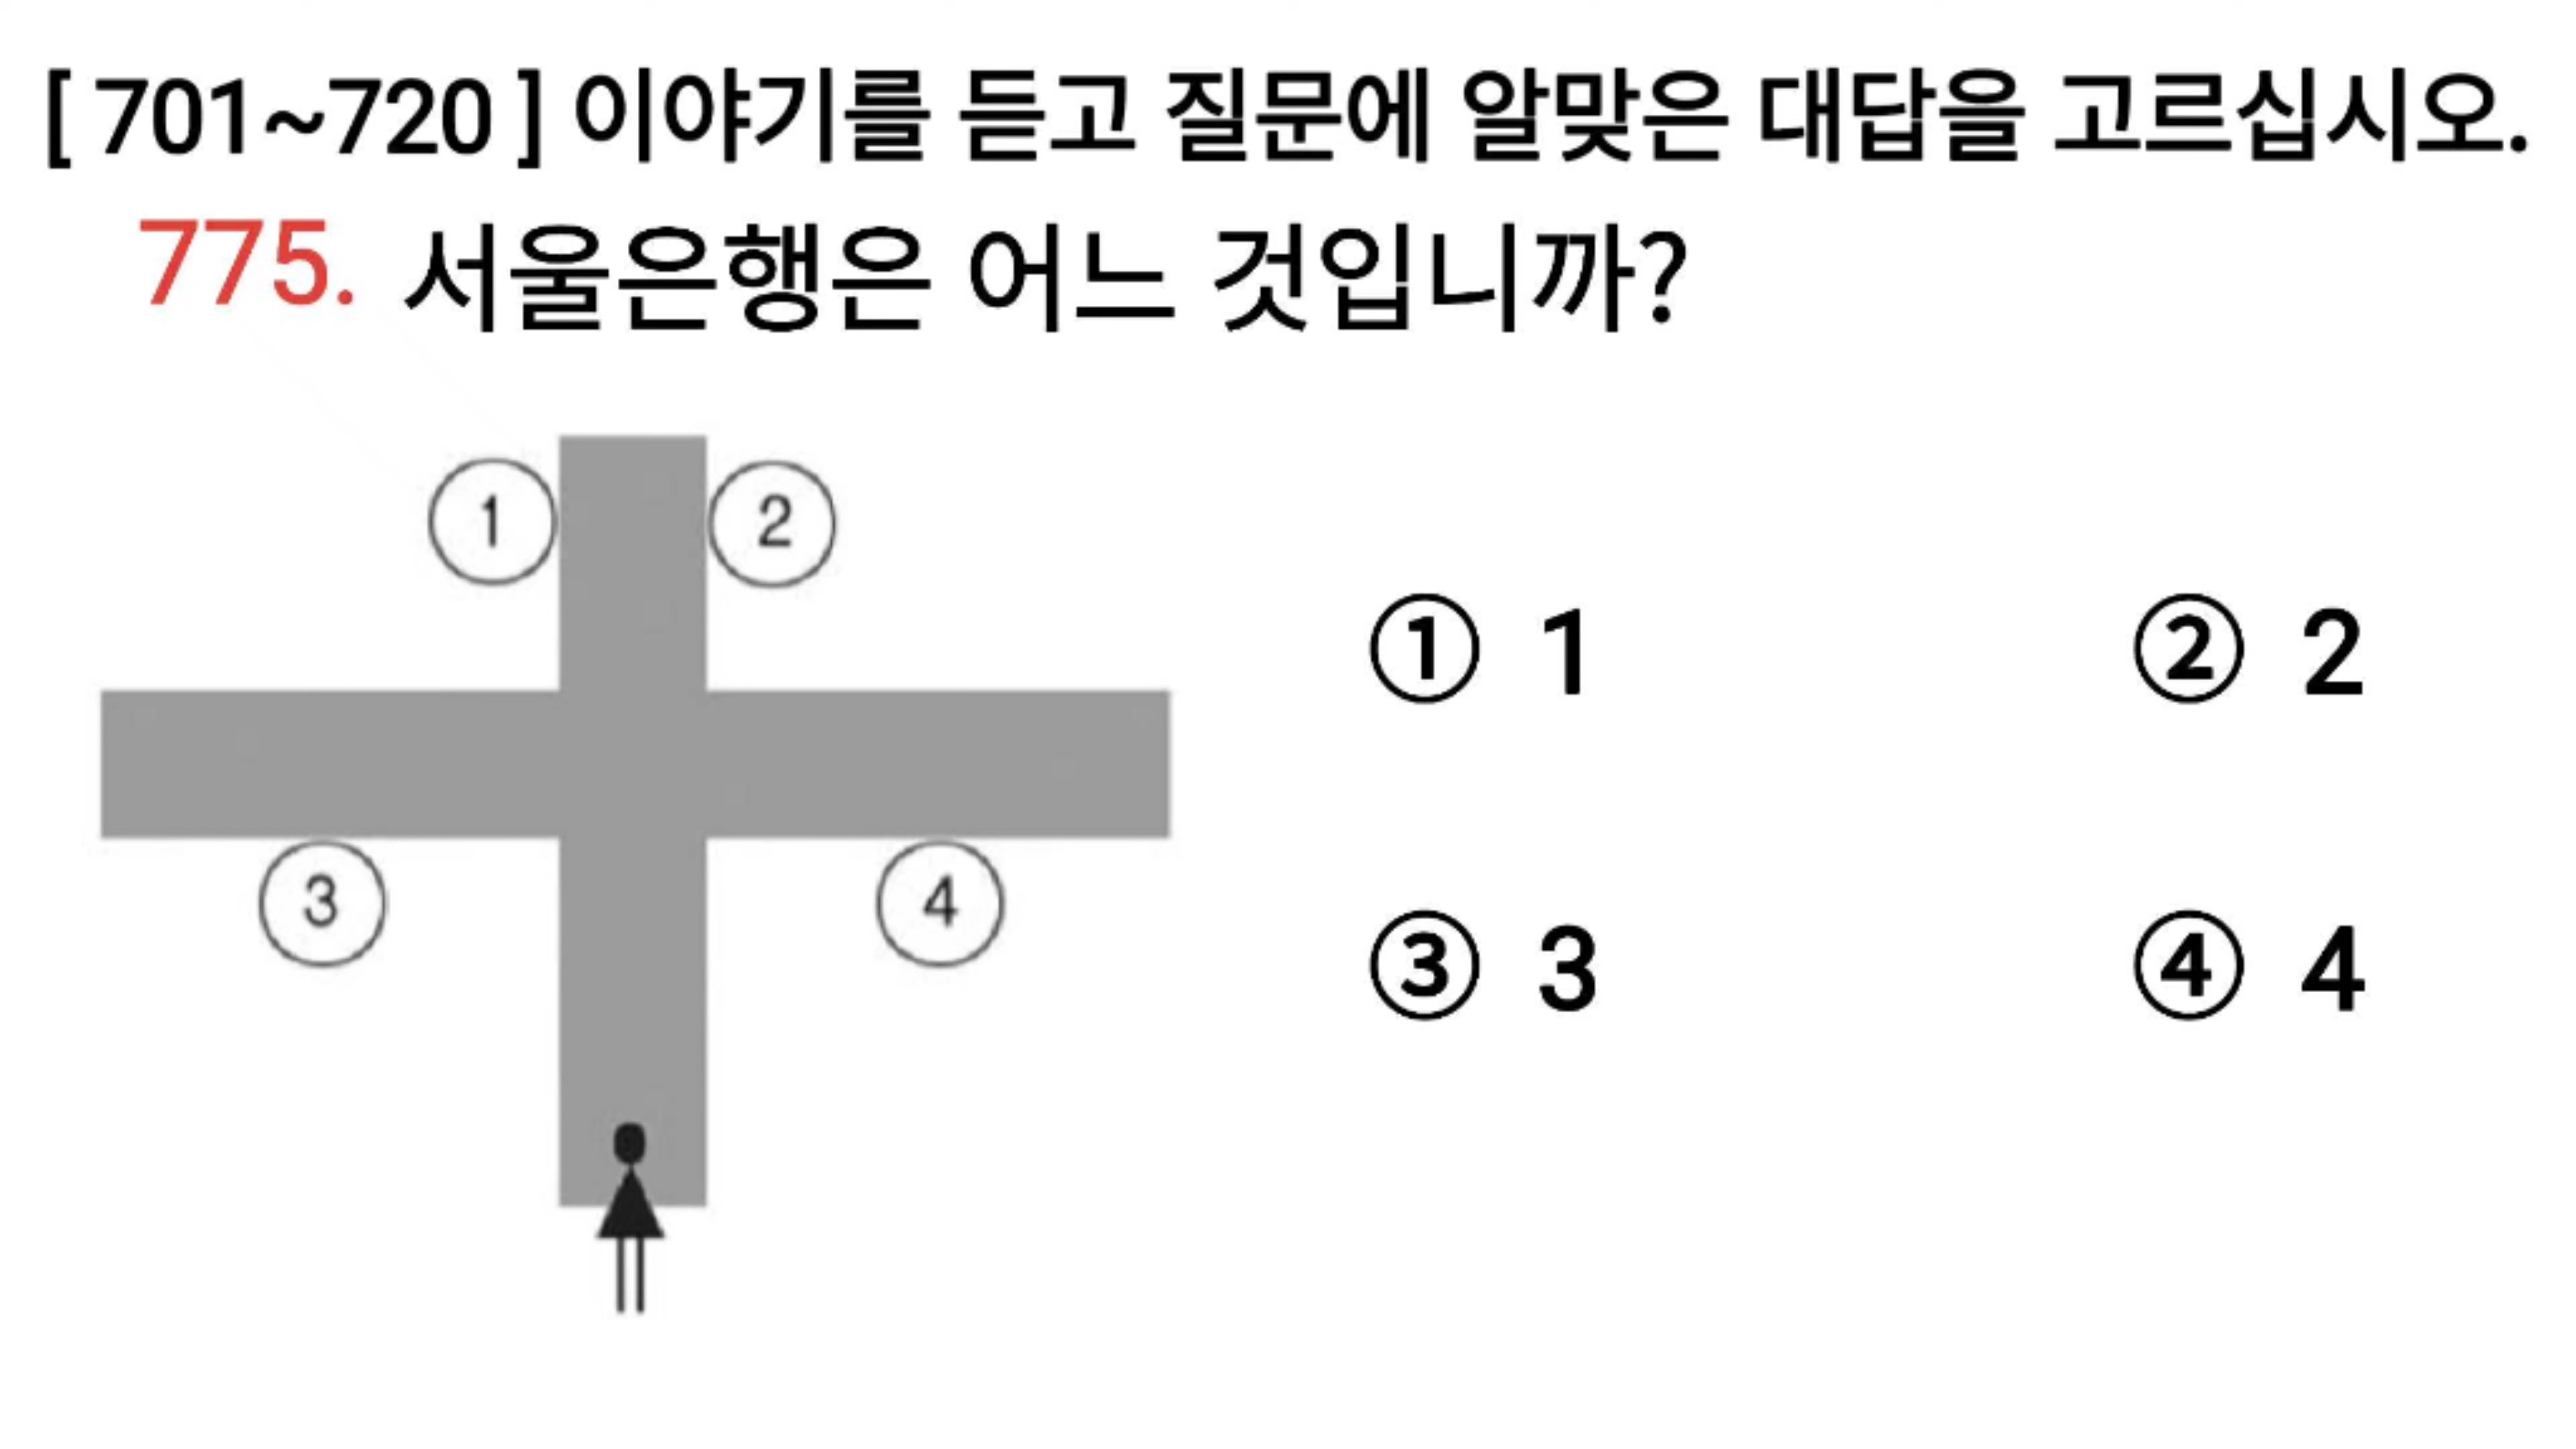 [ 701~720 ] 이야기를 듣고 질문에 알맞은 대답을 고르십시오.
775. 서울은행은 어느 것입니까?
1 2
3 4
① 1 ② 2
③ 3 ④ 4